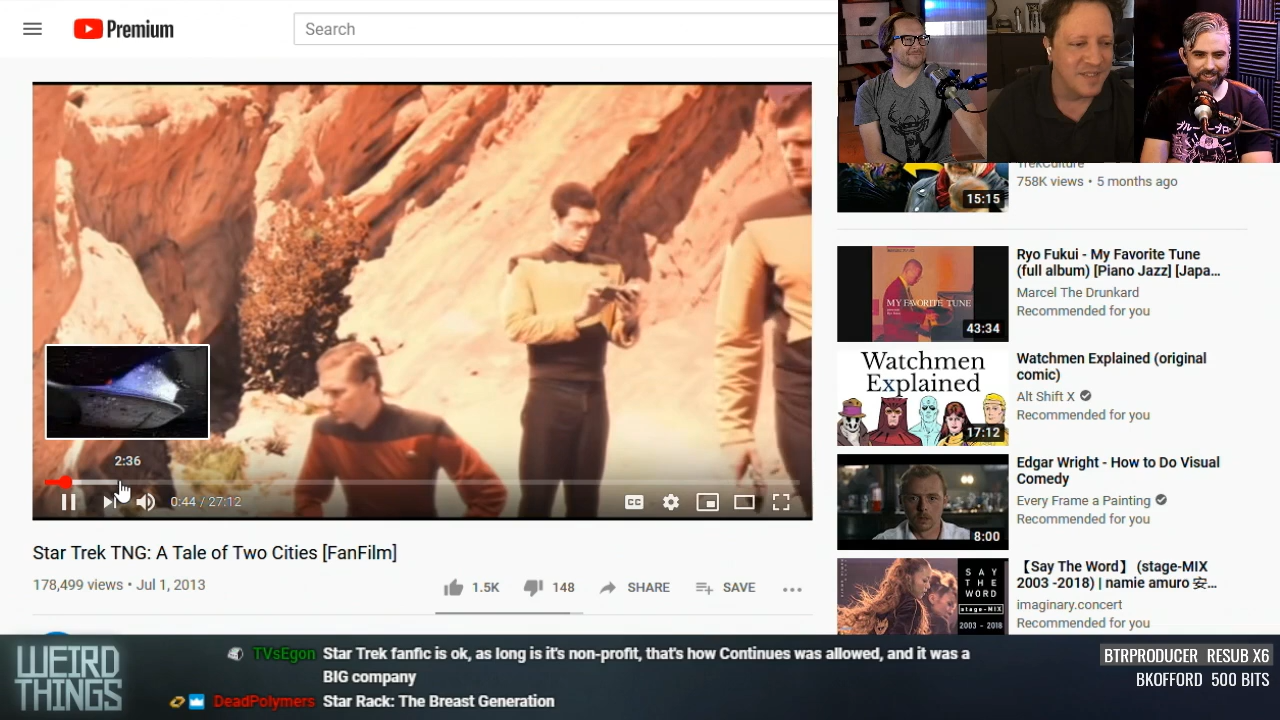 Premium
Search
TrekCulture
758K views • 5 months ago
15:15
Ryo Fukui - My Favorite Tune
(full album) [Piano Jazz] [Japa...
Marcel The Drunkard
Recommended for you
MY FAVORITE TUNE
43:34
Watchmen
Explained
17:12
Watchmen Explained (original
comic)
Alt Shift X
Recommended for you
Edgar Wright - How to Do Visual
Comedy
Every Frame a Painting
Recommended for you
8:00
【Say The Word】 (stage-MIX
2003 -2018) | namie amuro 安...
imaginary.concert
Recommended for you
SAY
THE
WORD
stage-MIX
2003 - 2018
2:36
0:44 / 27:12
CC
Star Trek TNG: A Tale of Two Cities [FanFilm]
178,499 views • Jul 1, 2013
1.5K
148
SHARE
SAVE
WEIRD
THINGS
TVsEgon Star Trek fanfic is ok, as long is it's non-profit, that's how Continues was allowed, and it was a
BIG company
DeadPolymers Star Rack: The Breast Generation
BTRPRODUCER RESUB X6
BKOFFORD 500 BITS